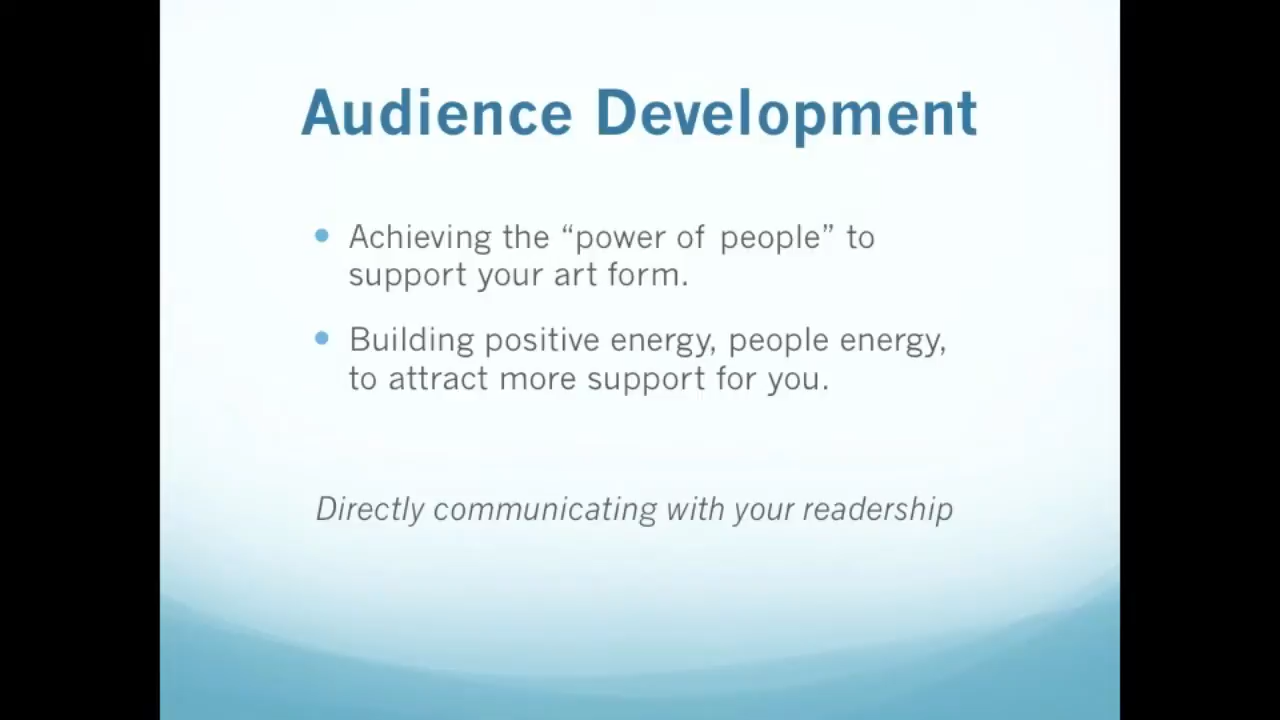 Audience Development
• Achieving the “power of people” to
support your art form.
• Building positive energy, people energy,
to attract more support for you.
Directly communicating with your readership